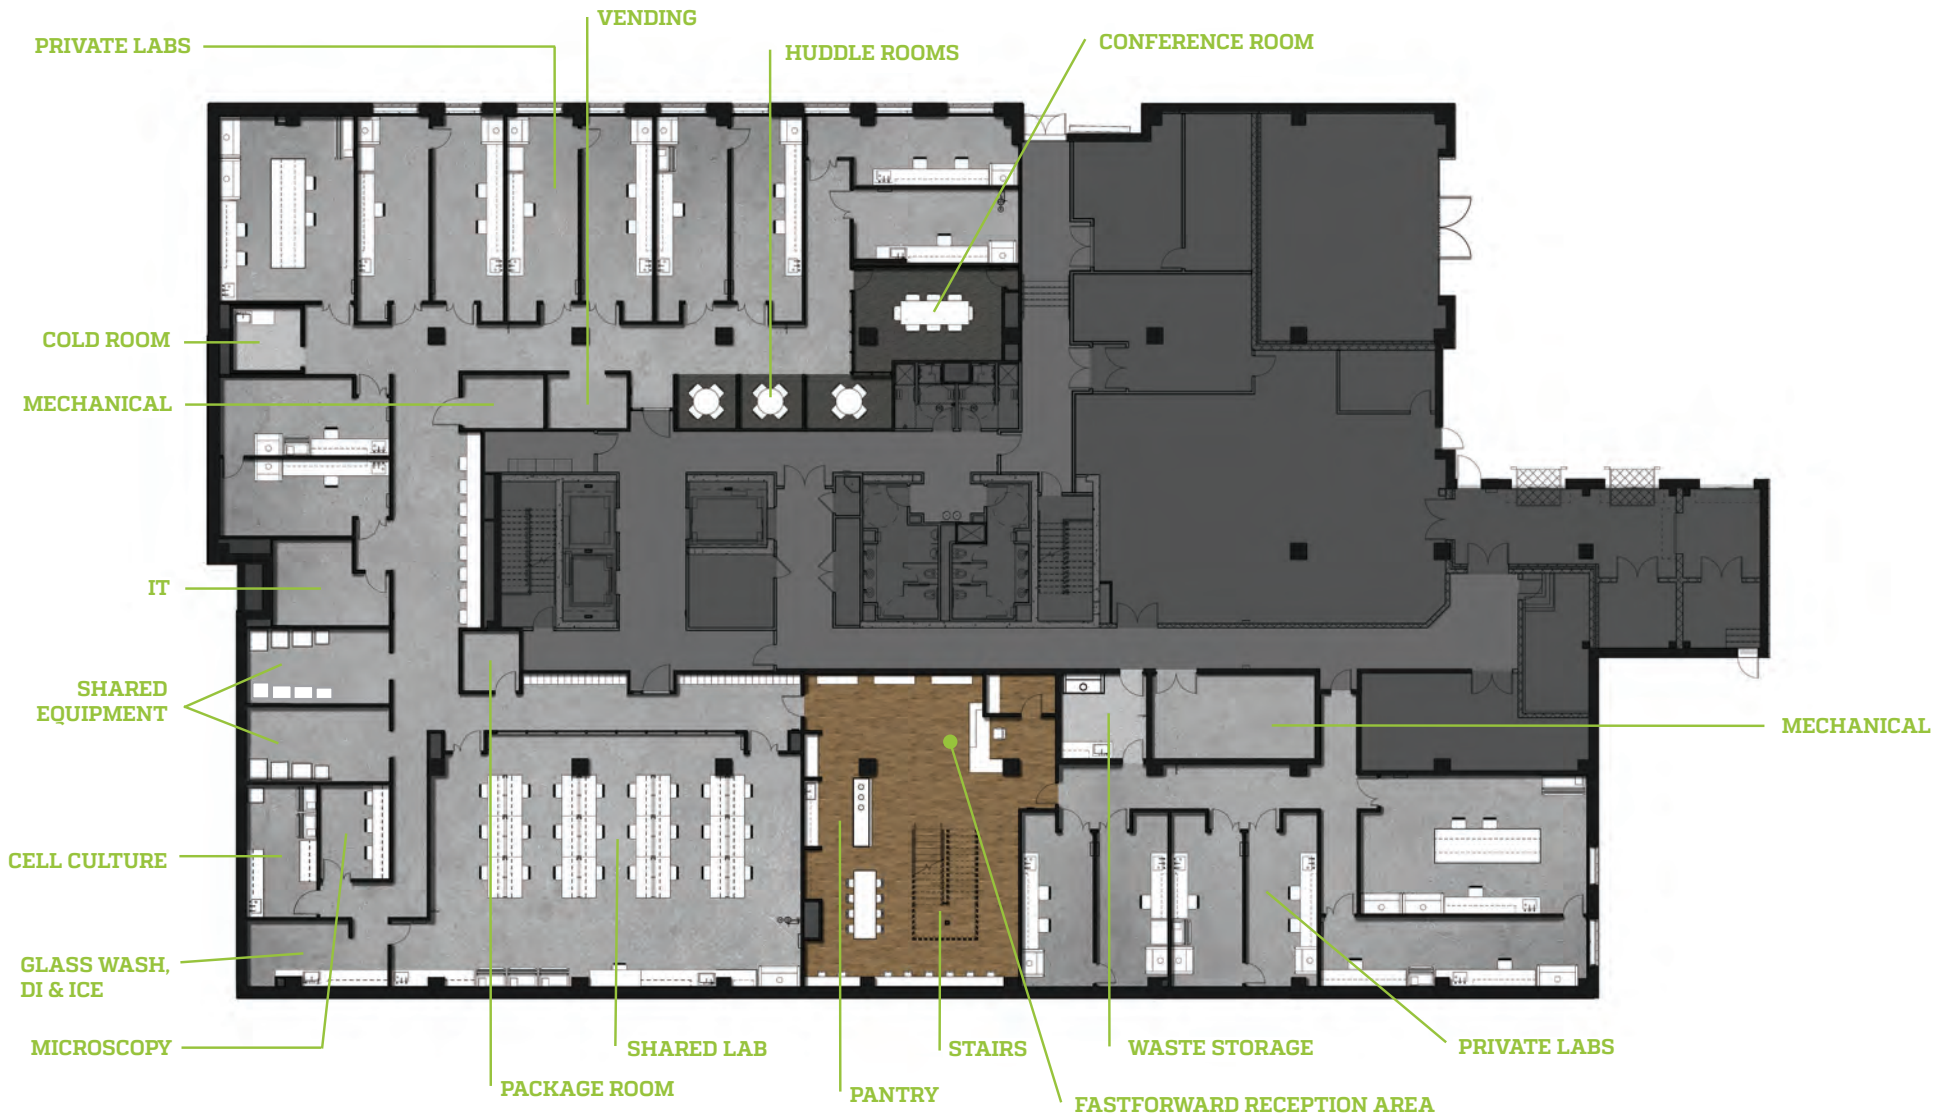 VENDING
PRIVATE LABS
HUDDLE ROOMS
CONFERENCE ROOM
COLD ROOM
MECHANICAL
IT
SHARED
EQUIPMENT
MECHANICAL
CELL CULTURE
GLASS WASH,
DI & ICE
MICROSCOPY
SHARED LAB
STAIRS
WASTE STORAGE
PRIVATE LABS
PACKAGE ROOM
PANTRY
FASTFORWARD RECEPTION AREA